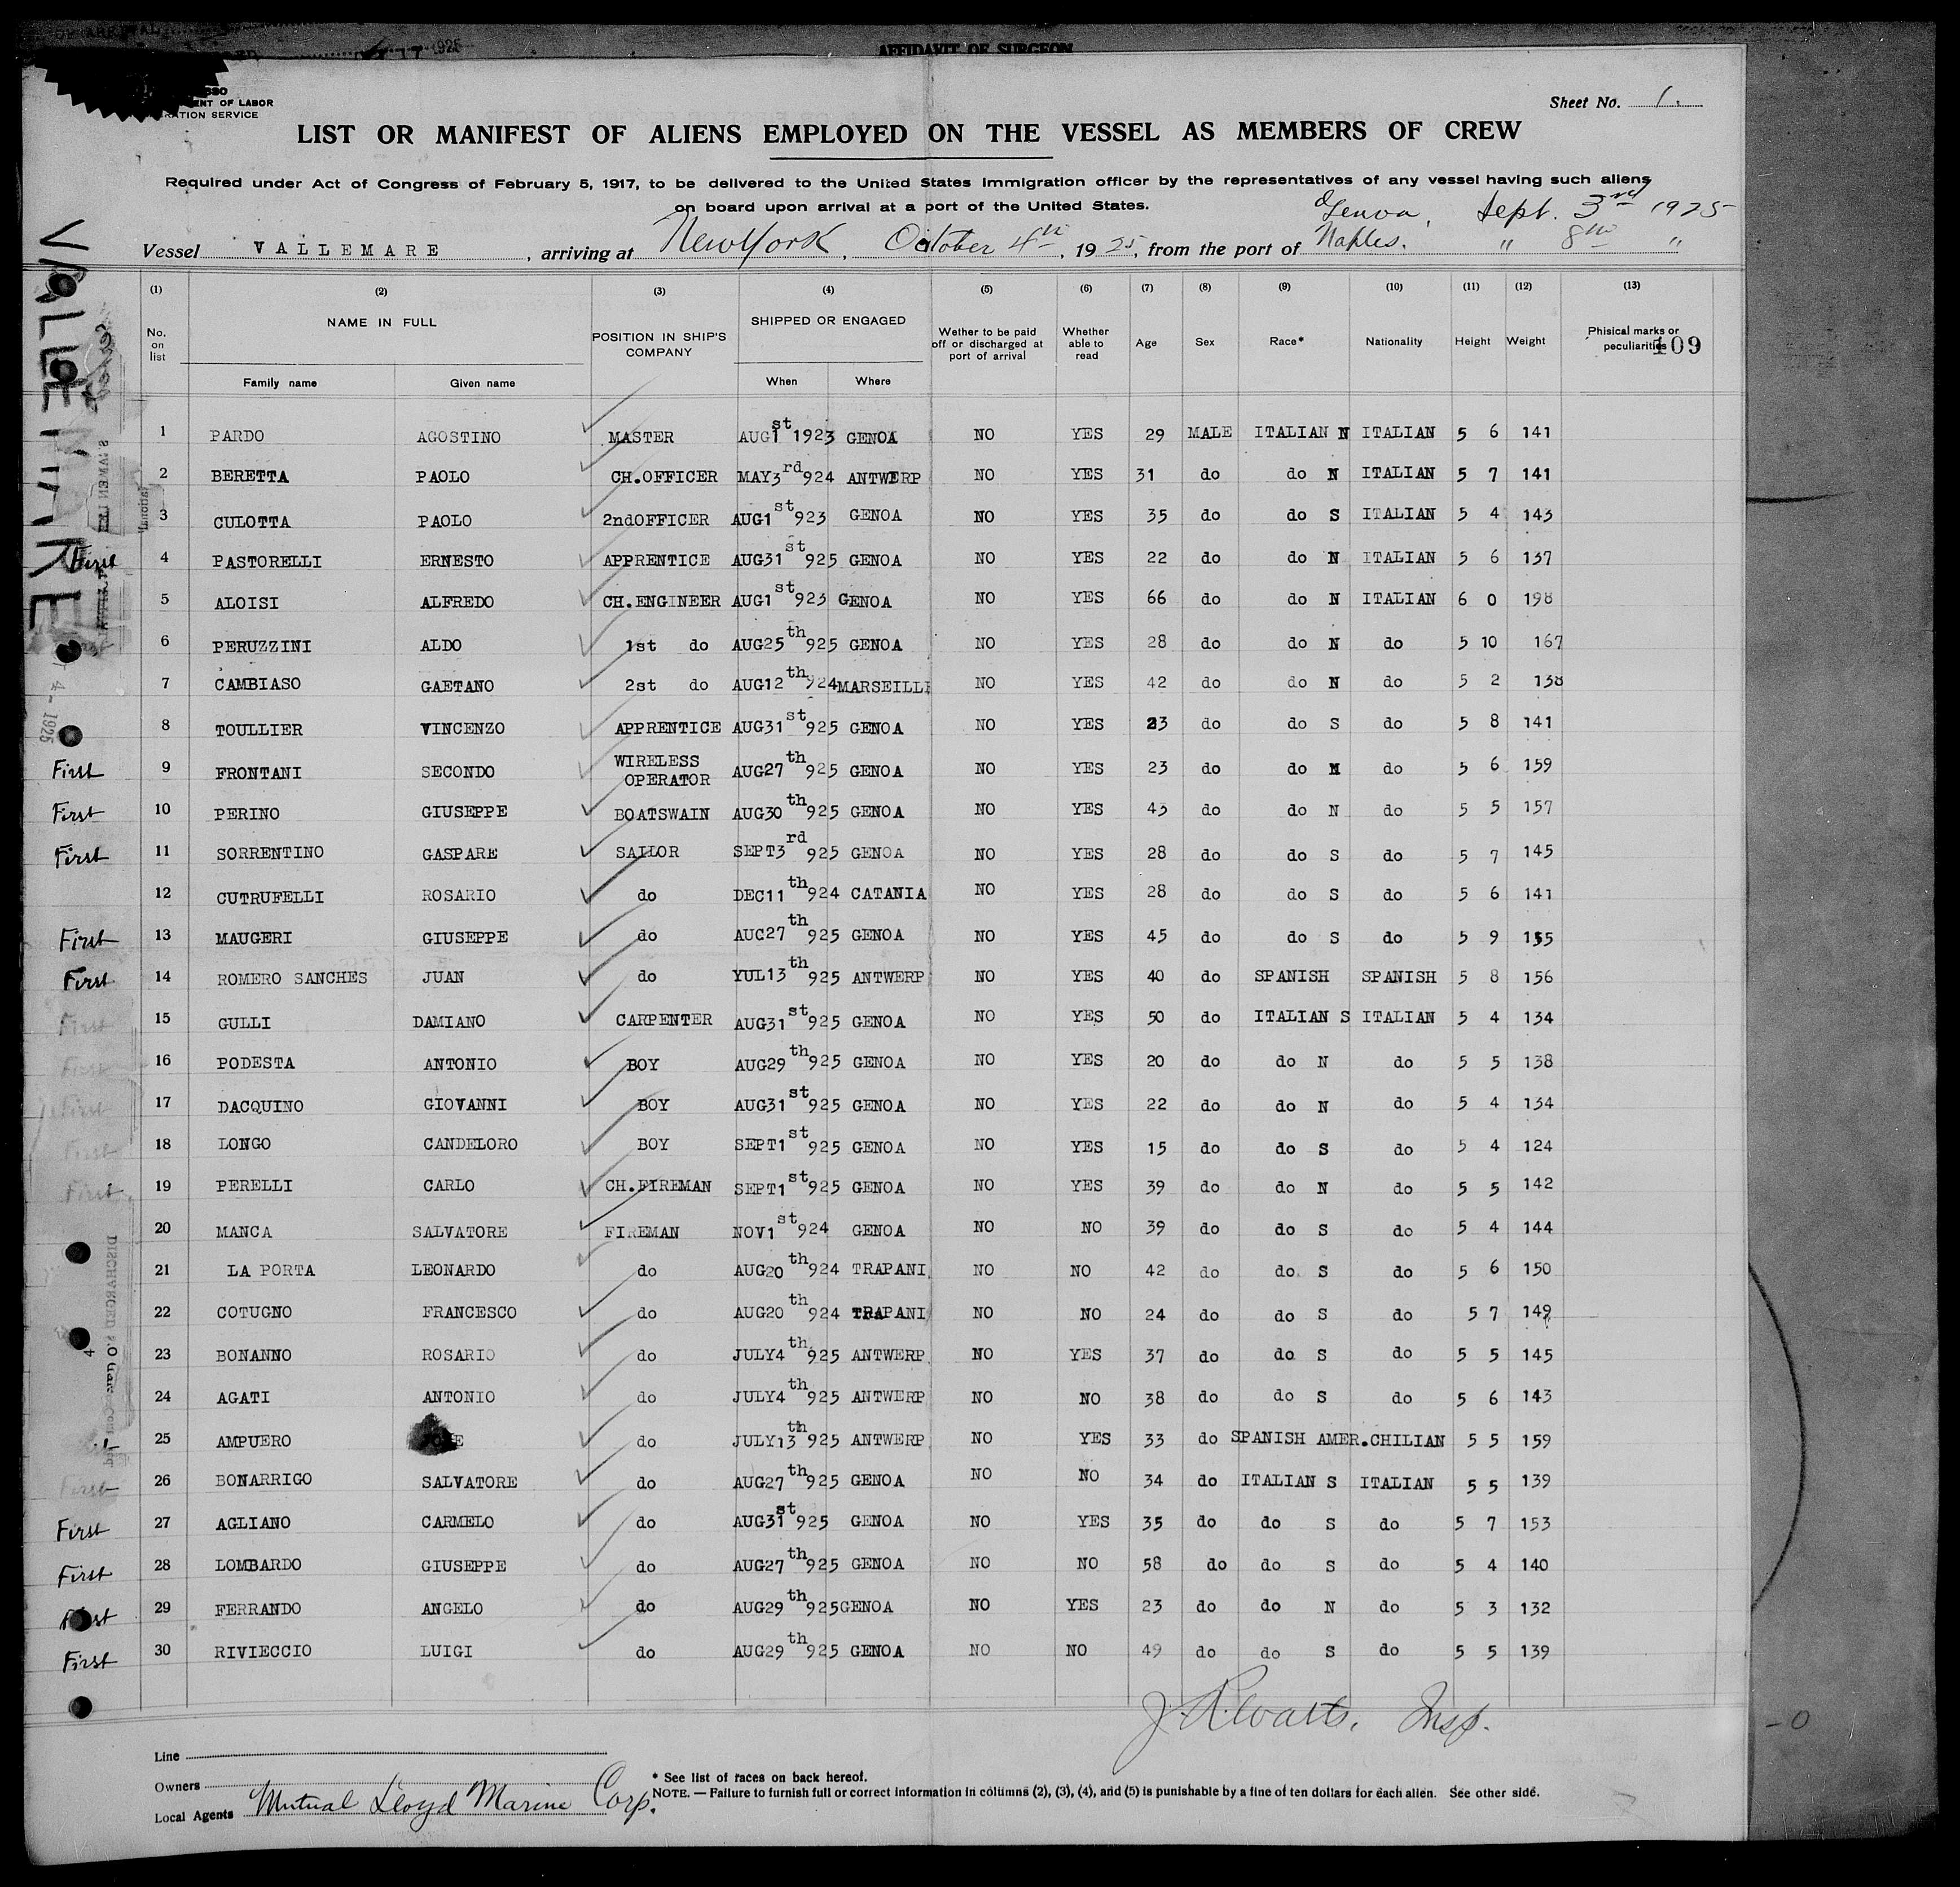 AFFIDAVIT OF SURGEON
OF LABOR
SERVICE
Sheet No. 1.
LIST OR MANIFEST OF ALIENS EMPLOYED ON THE VESSEL AS MEMBERS OF CREW
Required under Act of Congress of February 5, 1917, to be delivered to the United States Immigration officer by the representatives of any vessel having such aliens
on board upon arrival at a port of the United States.
Genoa, Sept. 3rd 1925
Vessel VALLEMARE, arriving at New York, October 4th, 1925, from the port of Naples. " 8th "
VALLEMARE
(1) (2) (3) (4) (5) (6) (7) (8) (9) (10) (11) (12) (13)
No. on list NAME IN FULL POSITION IN SHIP'S COMPANY SHIPPED OR ENGAGED Wether to be paid off or discharged at port of arrival Whether able to read Age Sex Race* Nationality Height Weight Phisical marks or peculiarities 109
Family name Given name When Where
1 PARDO AGOSTINO MASTER AUG1st 1923 GENOA NO YES 29 MALE ITALIAN N ITALIAN 5 6 141
2 BERETTA PAOLO CH.OFFICER MAY3rd924 ANTWERP NO YES 31 do do N ITALIAN 5 7 141
3 CULOTTA PAOLO 2ndOFFICER AUG1st923 GENOA NO YES 35 do do S ITALIAN 5 4 143
First 4 PASTORELLI ERNESTO APPRENTICE AUG31st925 GENOA NO YES 22 do do N ITALIAN 5 6 137
5 ALOISI ALFREDO CH.ENGINEER AUG1st923 GENOA NO YES 66 do do N ITALIAN 6 0 198
6 PERUZZINI ALDO 1st do AUG25th925 GENOA NO YES 28 do do N do 5 10 167
7 CAMBIASO GAETANO 2st do AUG12th924 MARSEILLE NO YES 42 do do N do 5 2 138
8 TOULLIER VINCENZO APPRENTICE AUG31st925 GENOA NO YES 23 do do S do 5 8 141
First 9 FRONTANI SECONDO WIRELESS OPERATOR AUG27th925 GENOA NO YES 23 do do N do 5 6 159
First 10 PERINO GIUSEPPE BOATSWAIN AUG30th925 GENOA NO YES 43 do do N do 5 5 157
First 11 SORRENTINO GASPARE SAILOR SEPT3rd925 GENOA NO YES 28 do do S do 5 7 145
12 CUTRUFELLI ROSARIO do DEC11th924 CATANIA NO YES 28 do do S do 5 6 141
First 13 MAUGERI GIUSEPPE do AUC27th925 GENOA NO YES 45 do do S do 5 9 155
First 14 ROMERO SANCHES JUAN do YUL13th925 ANTWERP NO YES 40 do SPANISH SPANISH 5 8 156
First 15 GULLI DAMIANO CARPENTER AUG31st925 GENOA NO YES 50 do ITALIAN S ITALIAN 5 4 134
First 16 PODESTA ANTONIO BOY AUG29th925 GENOA NO YES 20 do do N do 5 5 138
First 17 DACQUINO GIOVANNI BOY AUG31st925 GENOA NO YES 22 do do N do 5 4 134
First 18 LONGO CANDELORO BOY SEPT1st925 GENOA NO YES 15 do do S do 5 4 124
First 19 PERELLI CARLO CH.FIREMAN SEPT1st925 GENOA NO YES 39 do do N do 5 5 142
20 MANCA SALVATORE FIREMAN NOV1st924 GENOA NO NO 39 do do S do 5 4 144
21 LA PORTA LEONARDO do AUG20th924 TRAPANI NO NO 42 do do S do 5 6 150
22 COTUGNO FRANCESCO do AUG20th924 TRAPANI NO NO 24 do do S do 5 7 149
23 BONANNO ROSARIO do JULY4th925 ANTWERP NO YES 37 do do S do 5 5 145
24 AGATI ANTONIO do JULY4th925 ANTWERP NO NO 38 do do S do 5 6 143
25 AMPUERO do JULY13th925 ANTWERP NO YES 33 do SPANISH AMER. CHILIAN 5 5 159
First 26 BONARRIGO SALVATORE do AUG27th925 GENOA NO NO 34 do ITALIAN S ITALIAN 5 5 139
First 27 AGLIANO CARMELO do AUG31st925 GENOA NO YES 35 do do S do 5 7 153
First 28 LOMBARDO GIUSEPPE do AUG27th925 GENOA NO NO 58 do do S do 5 4 140
First 29 FERRANDO ANGELO do AUG29th925 GENOA NO YES 23 do do N do 5 3 132
First 30 RIVIECCIO LUIGI do AUG29th925 GENOA NO NO 49 do do S do 5 5 139
J. R. Watts, Insp.
Line
Owners
Local Agents Mutual Lloyd Marine Corp.
* See list of races on back hereof.
NOTE. — Failure to furnish full or correct information in columns (2), (3), (4), and (5) is punishable by a fine of ten dollars for each alien. See other side.